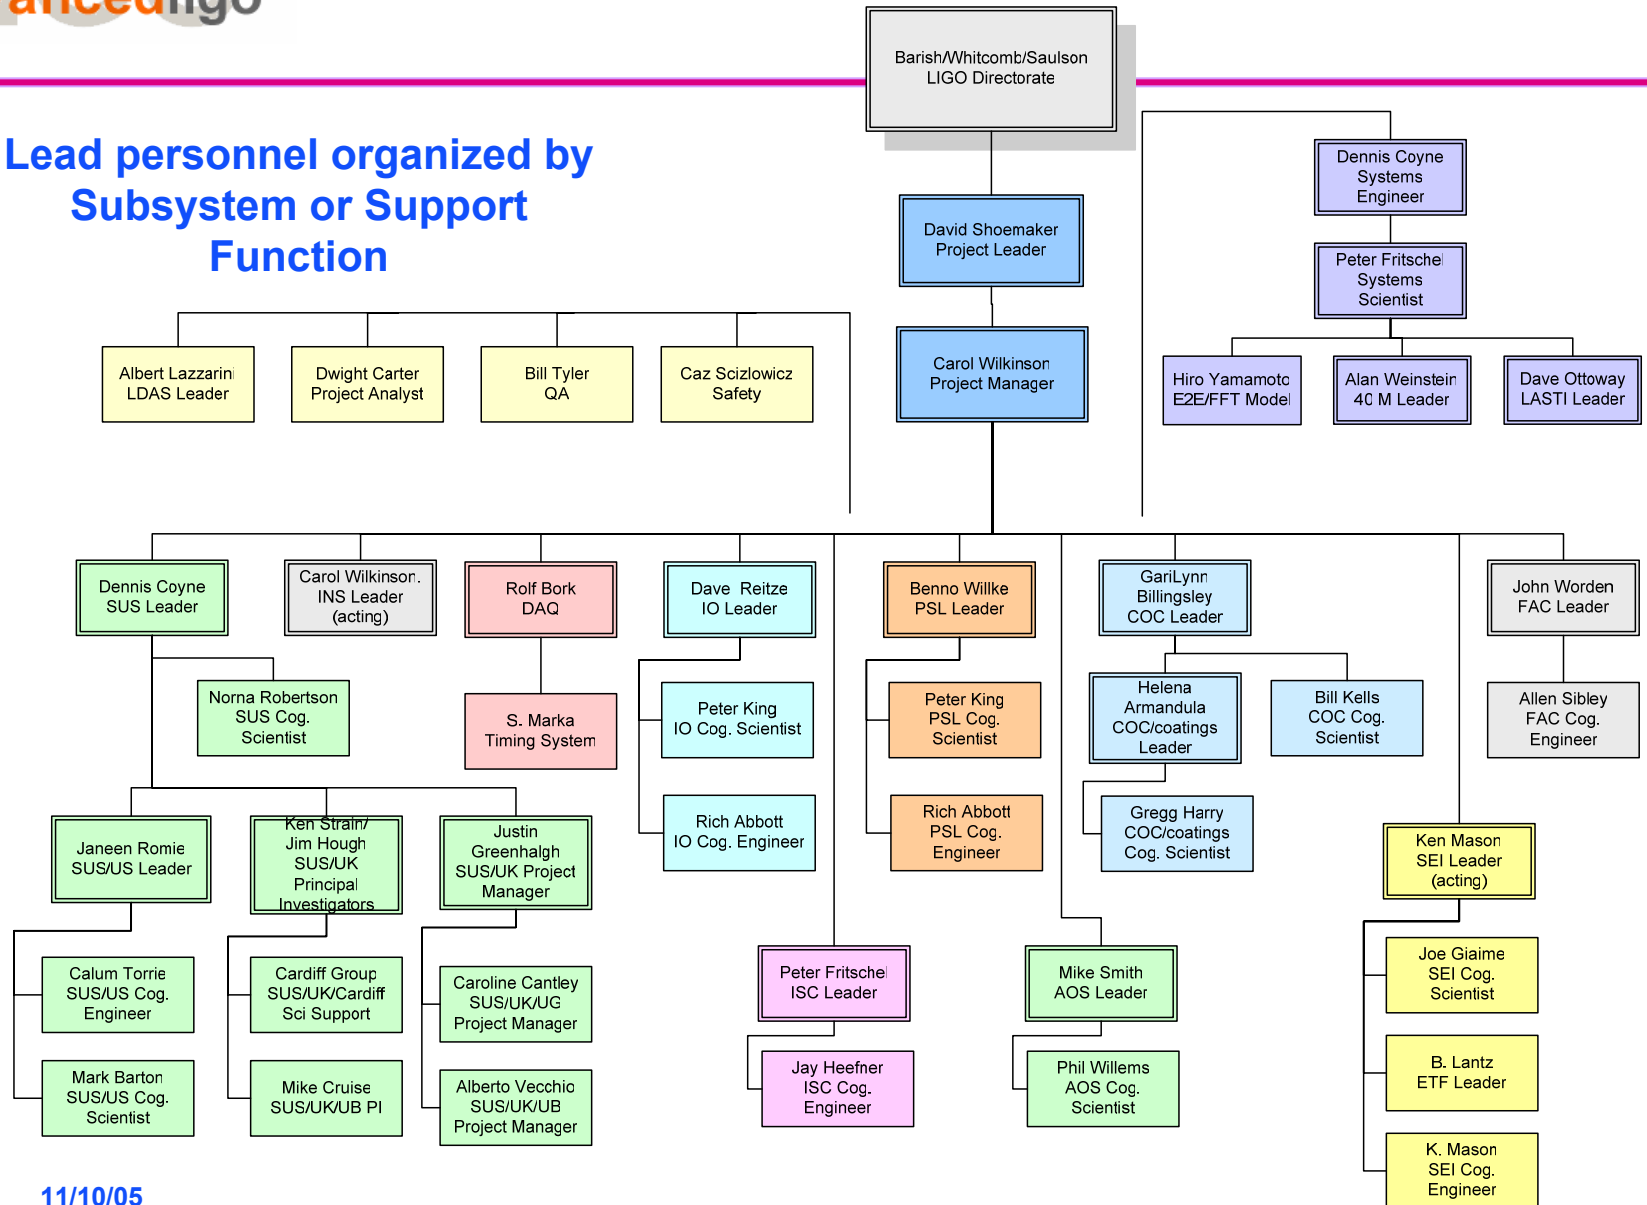 ancedligo
Barish/Whitcomb/Saulson
LIGO Directorate
Lead personnel organized by
Subsystem or Support
Function
Dennis Coyne
Systems
Engineer
David Shoemaker
Project Leader
Peter Fritschel
Systems
Scientist
Albert Lazzarini
LDAS Leader
Dwight Carter
Project Analyst
Bill Tyler
QA
Caz Scizlowicz
Safety
Carol Wilkinson
Project Manager
Hiro Yamamoto
E2E/FFT Model
Alan Weinstein
40 M Leader
Dave Ottoway
LASTI Leader
Dennis Coyne
SUS Leader
Carol Wilkinson.
INS Leader
(acting)
Rolf Bork
DAQ
Dave Reitze
IO Leader
Benno Willke
PSL Leader
GariLynn
Billingsley
COC Leader
John Worden
FAC Leader
Norna Robertson
SUS Cog.
Scientist
S. Marka
Timing System
Peter King
IO Cog. Scientist
Peter King
PSL Cog.
Scientist
Helena
Armandula
COC/coatings
Leader
Bill Kells
COC Cog.
Scientist
Allen Sibley
FAC Cog.
Engineer
Janeen Romie
SUS/US Leader
Ken Strain/
Jim Hough
SUS/UK
Principal
Investigators
Justin
Greenhalgh
SUS/UK Project
Manager
Rich Abbott
IO Cog. Engineer
Rich Abbott
PSL Cog.
Engineer
Gregg Harry
COC/coatings
Cog. Scientist
Ken Mason
SEI Leader
(acting)
Calum Torrie
SUS/US Cog.
Engineer
Cardiff Group
SUS/UK/Cardiff
Sci Support
Caroline Cantley
SUS/UK/UG
Project Manager
Peter Fritschel
ISC Leader
Mike Smith
AOS Leader
Joe Giaime
SEI Cog.
Scientist
Mark Barton
SUS/US Cog.
Scientist
Mike Cruise
SUS/UK/UB PI
Alberto Vecchio
SUS/UK/UB
Project Manager
Jay Heefner
ISC Cog.
Engineer
Phil Willems
AOS Cog.
Scientist
B. Lantz
ETF Leader
K. Mason
SEI Cog.
Engineer
11/10/05